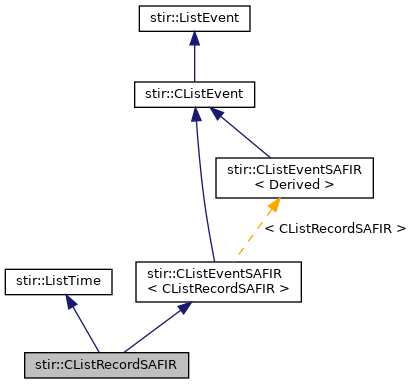 stir::ListEvent
stir::CListEvent
stir::CListEventSAFIR
< Derived >
< CListRecordSAFIR >
stir::ListTime
stir::CListEventSAFIR
< CListRecordSAFIR >
stir::CListRecordSAFIR